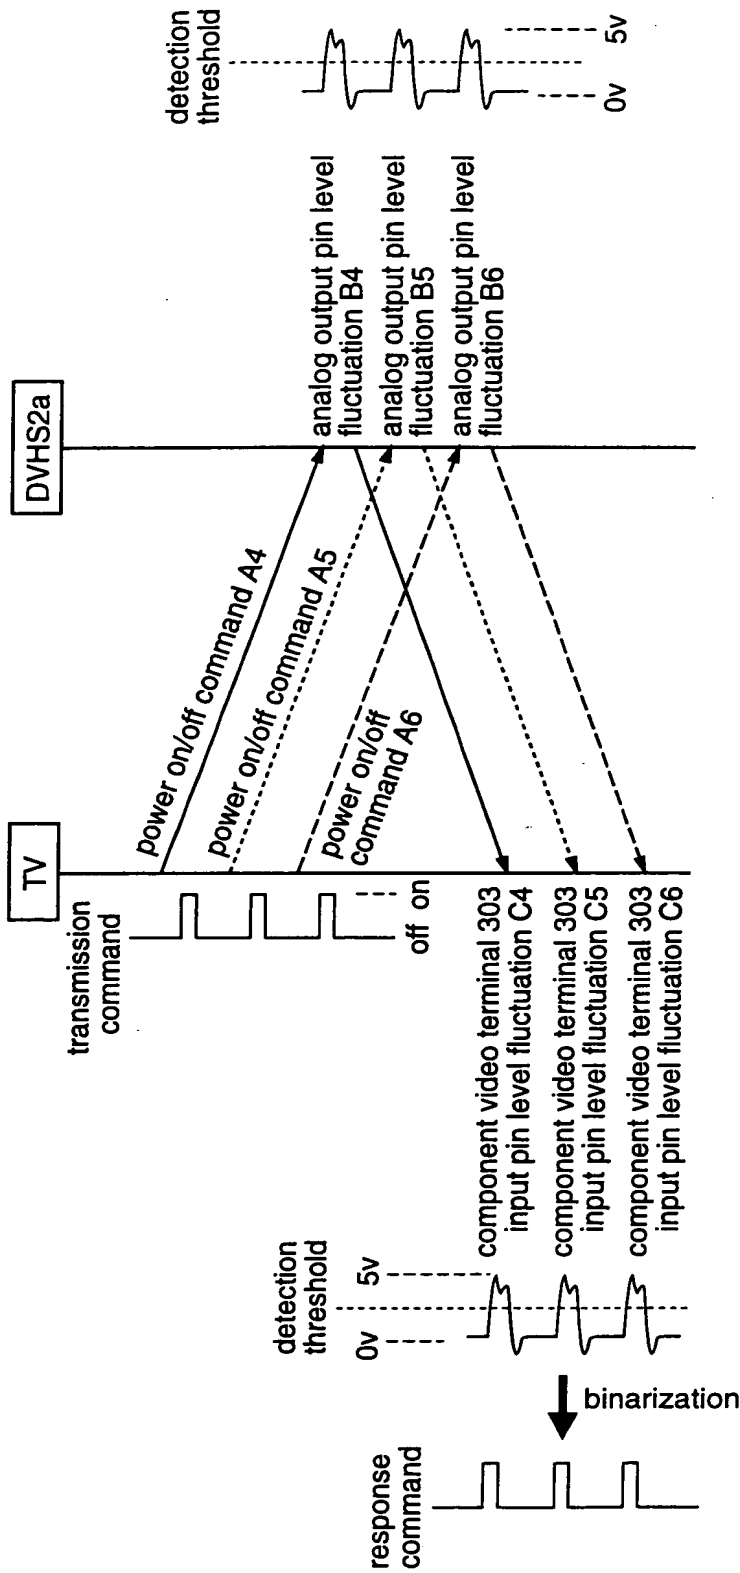 TV
DVHS2a
transmission
command
off on
power on/off command A4
power on/off command A5
power on/off
command A6
analog output pin level
fluctuation B4
analog output pin level
fluctuation B5
analog output pin level
fluctuation B6
detection
threshold
0v
5v
component video terminal 303
input pin level fluctuation C4
component video terminal 303
input pin level fluctuation C5
component video terminal 303
input pin level fluctuation C6
detection
threshold
5v
0v
binarization
response
command